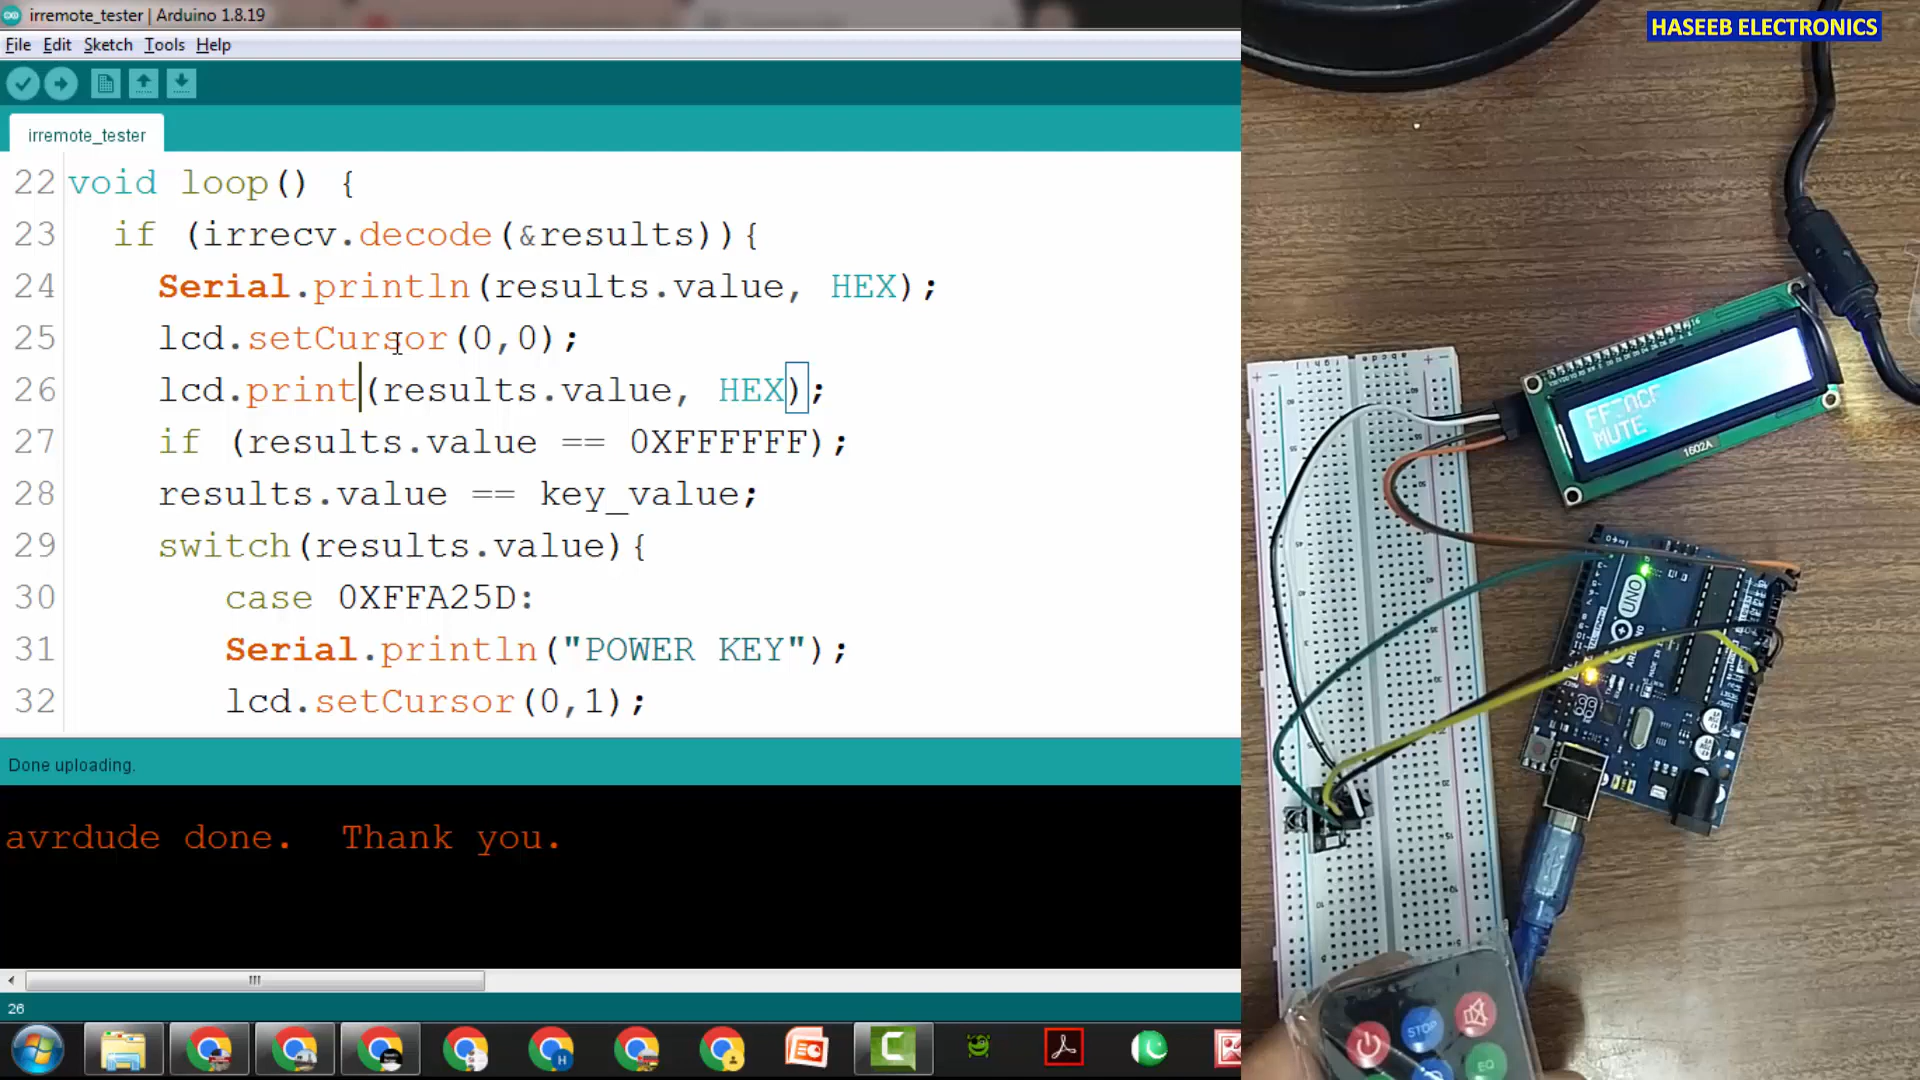 irremote_tester | Arduino 1.8.19
HASEEB ELECTRONICS
File Edit Sketch Tools Help
irremote_tester
22 void loop() {
23 if (irrecv.decode(&results)){
24 Serial.println(results.value, HEX);
25 lcd.setCursor(0,0);
26 lcd.print(results.value, HEX);
27 if (results.value == 0XFFFFFF);
28 results.value == key_value;
29 switch(results.value){
30 case 0XFFA25D:
31 Serial.println("POWER KEY");
32 lcd.setCursor(0,1);
Done uploading.
avrdude done. Thank you.
26
MUTE
1602A
UNO
STOP
EQ